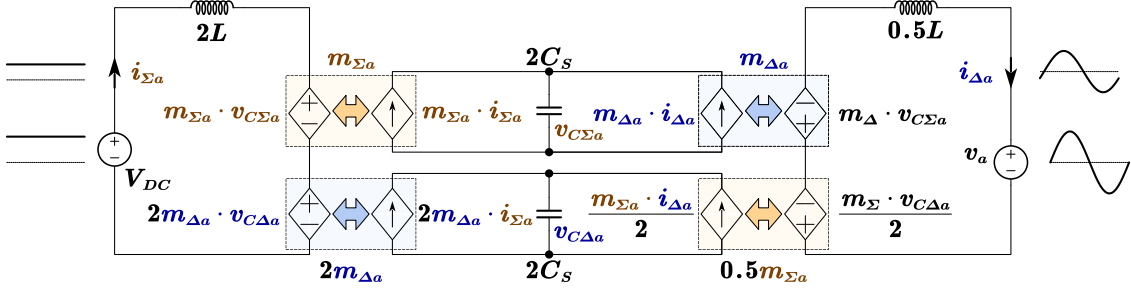 2L
0.5L
2C_S
m_{Σa}
m_{Δa}
i_{Σa}
i_{Δa}
m_{Σa} · v_{CΣa}
m_{Σa} · i_{Σa}
v_{CΣa}
m_{Δa} · i_{Δa}
m_Δ · v_{CΣa}
V_{DC}
v_a
2m_{Δa} · v_{CΔa}
2m_{Δa} · i_{Σa}
v_{CΔa}
m_{Σa} · i_{Δa}
2
m_Σ · v_{CΔa}
2
2m_{Δa}
2C_S
0.5m_{Σa}